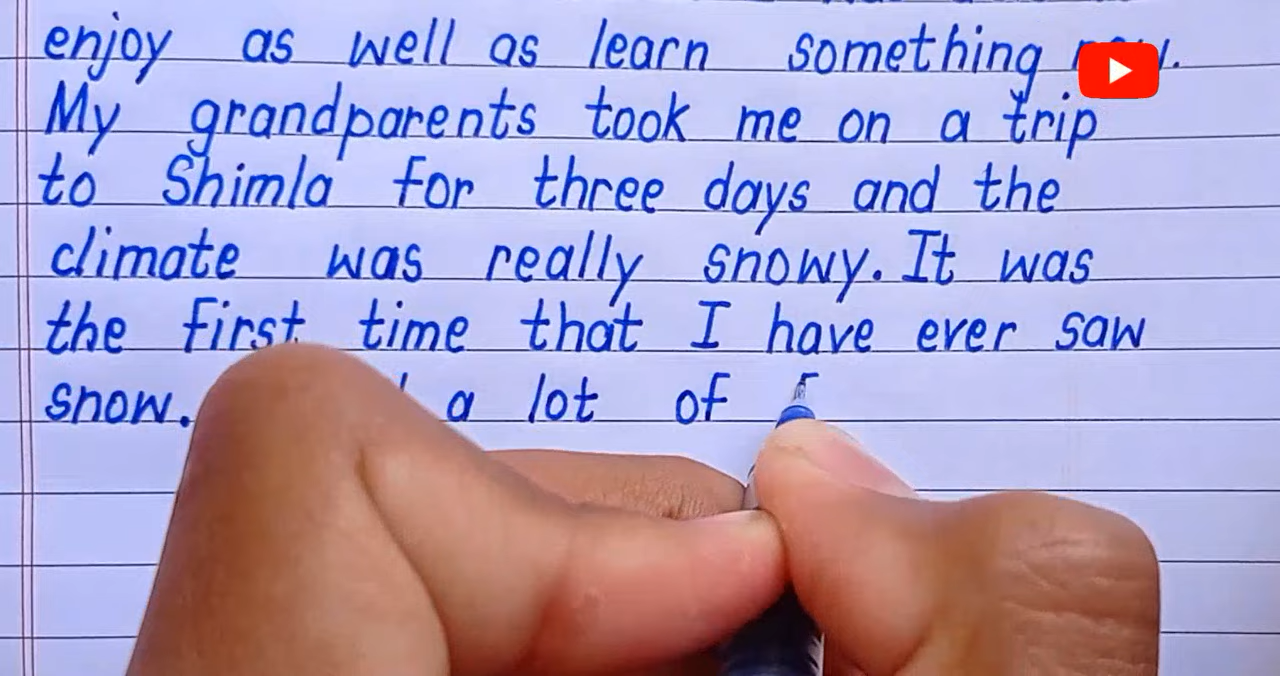 enjoy as well as learn something
My grandparents took me on a trip
to Shimla for three days and the
climate was really snowy. It was
the first time that I have ever saw
snow. a lot of